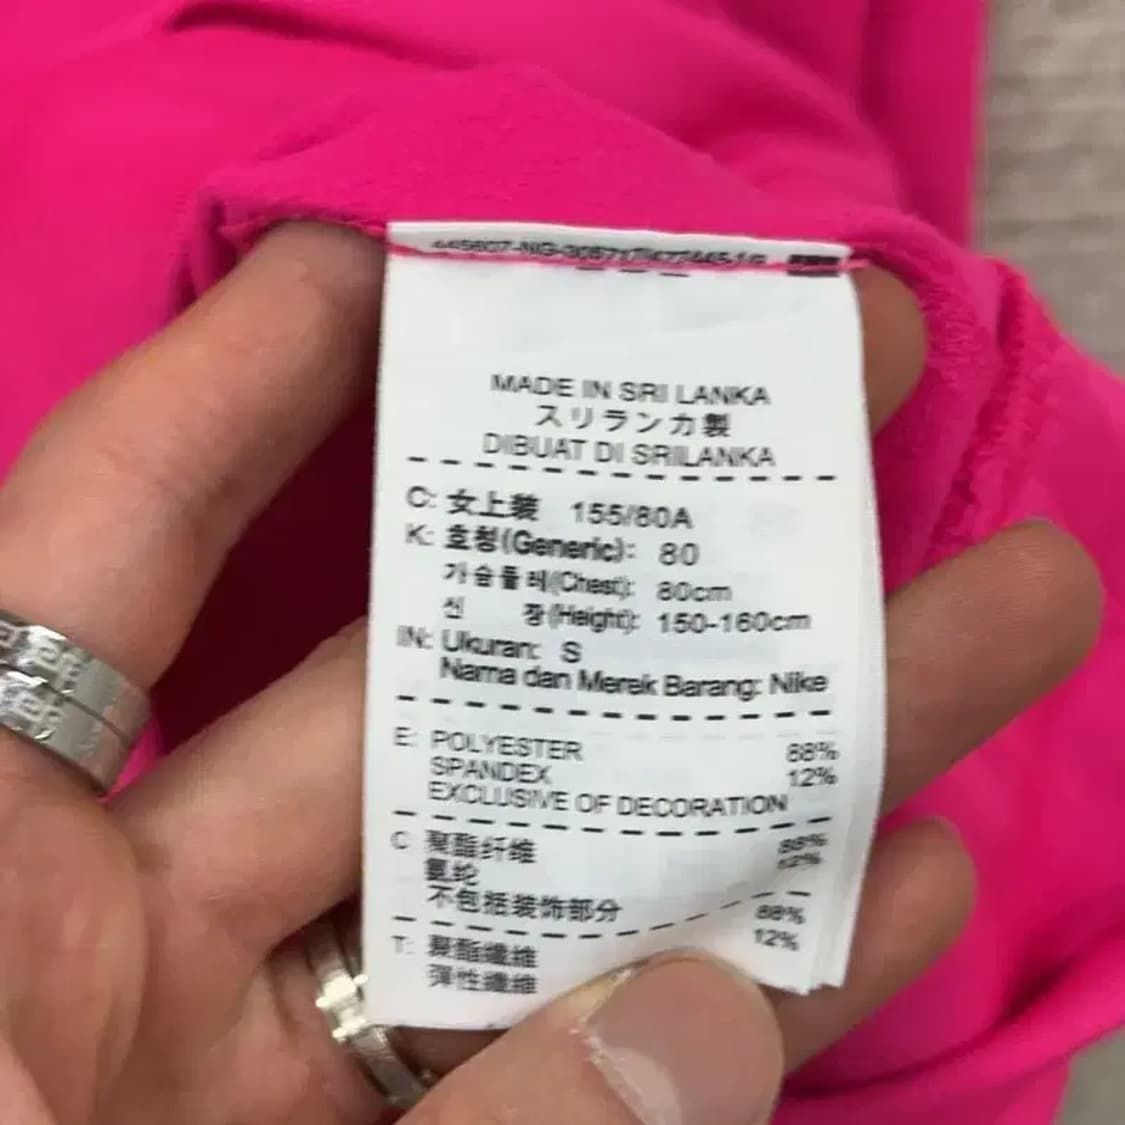 MADE IN SRI LANKA
スリランカ製
DIBUAT DI SRILANKA
C: 女上装 155/80A
K: 호칭(Generic): 80
가슴둘레(Chest): 80cm
신 장(Height): 150-160cm
IN: Ukuran: S
Nama dan Merek Barang: Nike
E: POLYESTER 88%
SPANDEX 12%
EXCLUSIVE OF DECORATION
C 聚酯纤维 88%
氨纶 12%
不包括装饰部分
T: 聚酯纖維 88%
彈性纖維 12%